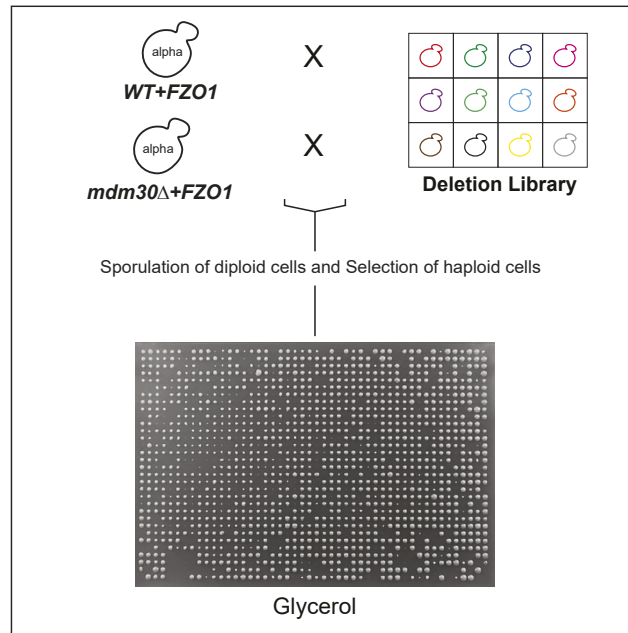 alpha
WT+FZO1
X
alpha
mdm30Δ+FZO1
X
Deletion Library
Sporulation of diploid cells and Selection of haploid cells
Glycerol